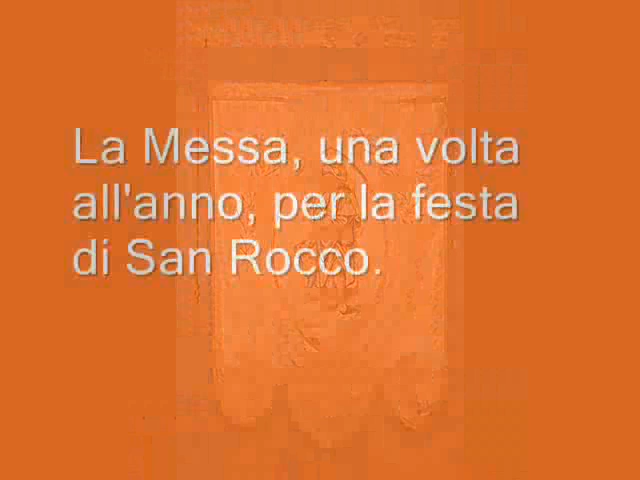 La Messa, una volta
all'anno, per la festa
di San Rocco.